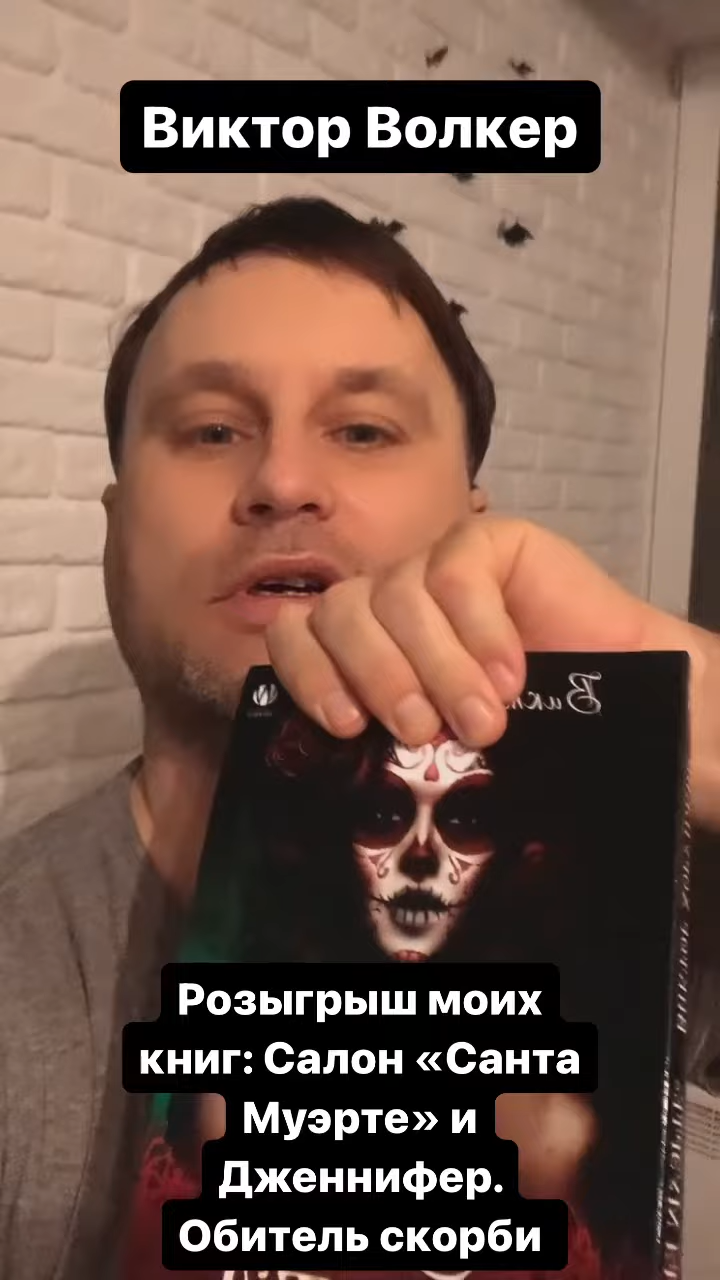 Виктор Волкер
Розыгрыш моих
книг: Салон «Санта
Муэрте» и
Дженнифер.
Обитель скорби